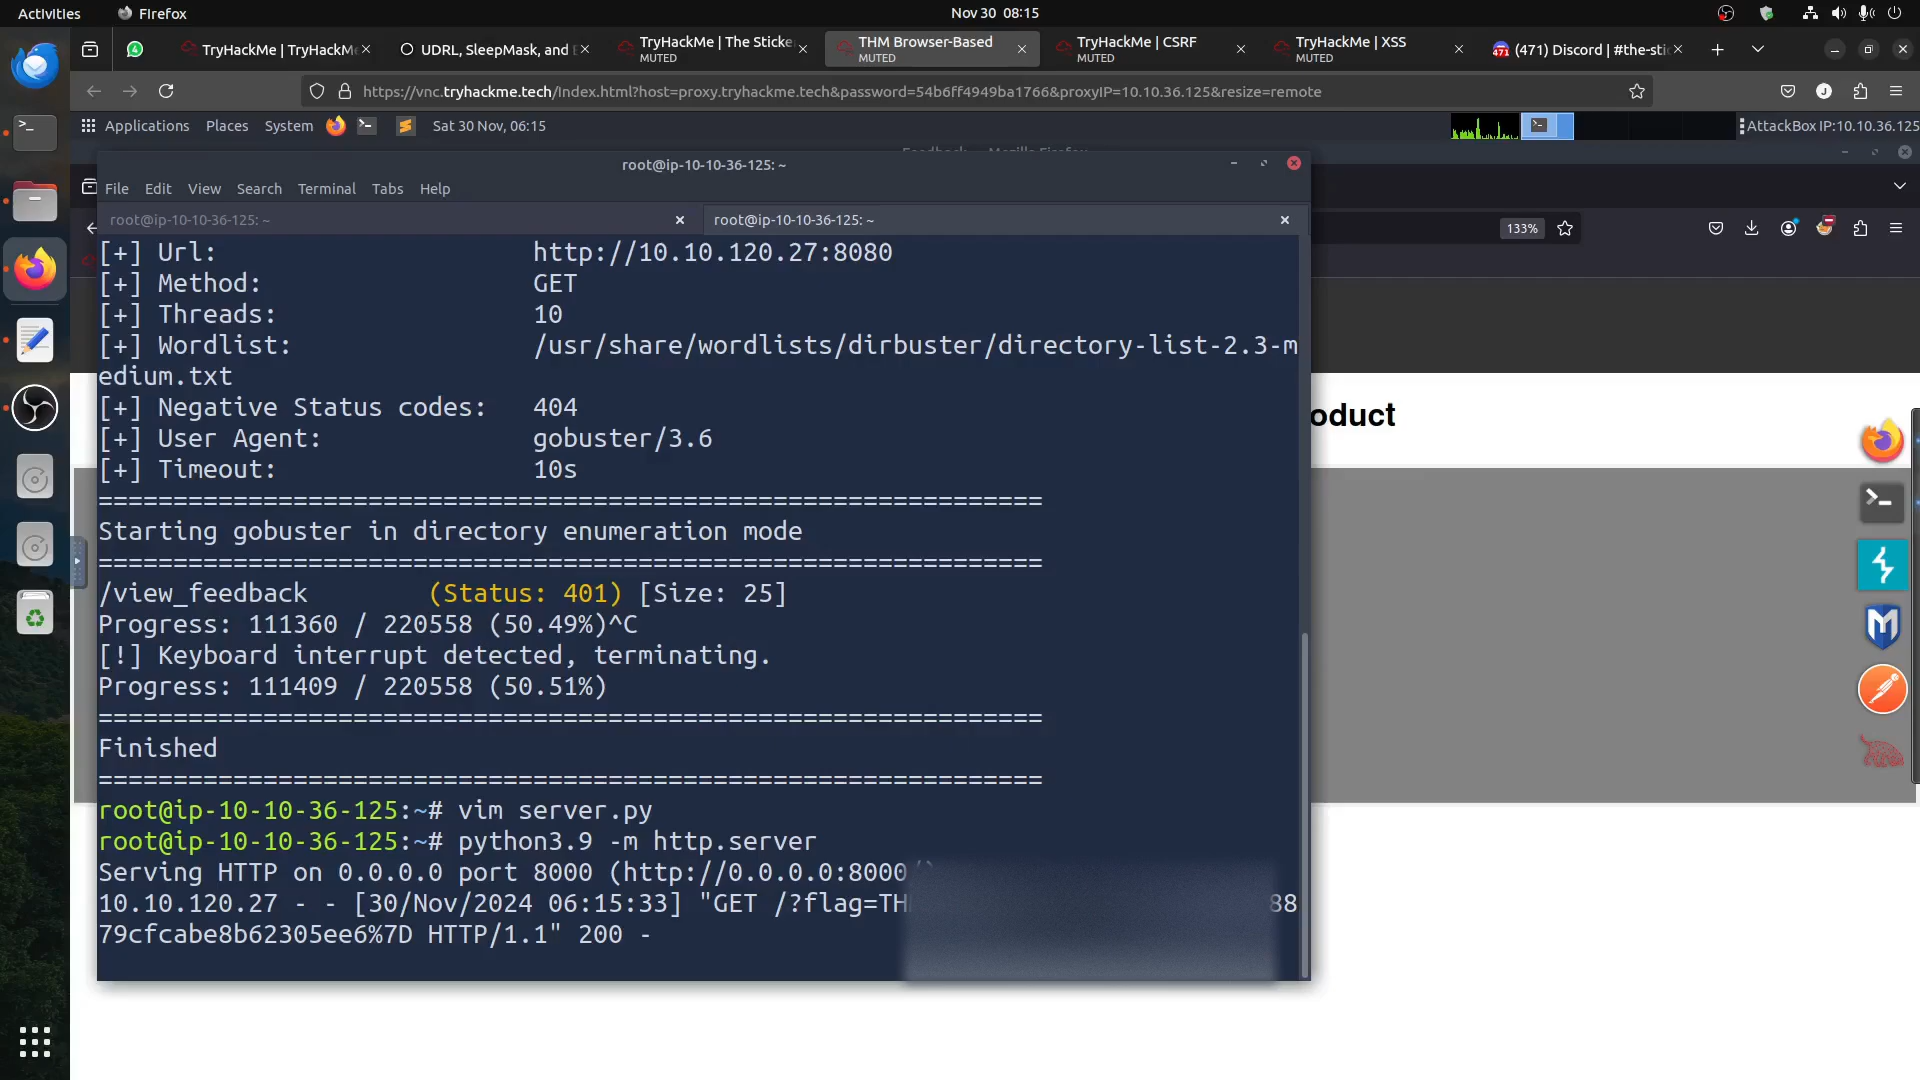 Activities
Firefox
Nov 30 08:15
TryHackMe | TryHackMe
UDRL, SleepMask, and
TryHackMe | The Sticke
MUTED
THM Browser-Based
MUTED
TryHackMe | CSRF
MUTED
TryHackMe | XSS
MUTED
(471) Discord | #the-sti
https://vnc.tryhackme.tech/index.html?host=proxy.tryhackme.tech&password=54b6ff4949ba1766&proxyIP=10.10.36.125&resize=remote
Applications
Places
System
Sat 30 Nov, 06:15
AttackBox IP:10.10.36.125
root@ip-10-10-36-125: ~
File Edit View Search Terminal Tabs Help
root@ip-10-10-36-125: ~
root@ip-10-10-36-125: ~
133%
[+] Url: http://10.10.120.27:8080
[+] Method: GET
[+] Threads: 10
[+] Wordlist: /usr/share/wordlists/dirbuster/directory-list-2.3-m
edium.txt
[+] Negative Status codes: 404
[+] User Agent: gobuster/3.6
[+] Timeout: 10s
===============================================================
Starting gobuster in directory enumeration mode
===============================================================
/view_feedback (Status: 401) [Size: 25]
Progress: 111360 / 220558 (50.49%)^C
[!] Keyboard interrupt detected, terminating.
Progress: 111409 / 220558 (50.51%)
===============================================================
Finished
===============================================================
root@ip-10-10-36-125:~# vim server.py
root@ip-10-10-36-125:~# python3.9 -m http.server
Serving HTTP on 0.0.0.0 port 8000 (http://0.0.0.0:8000
10.10.120.27 - - [30/Nov/2024 06:15:33] "GET /?flag=TH 88
79cfcabe8b62305ee6%7D HTTP/1.1" 200 -
oduct